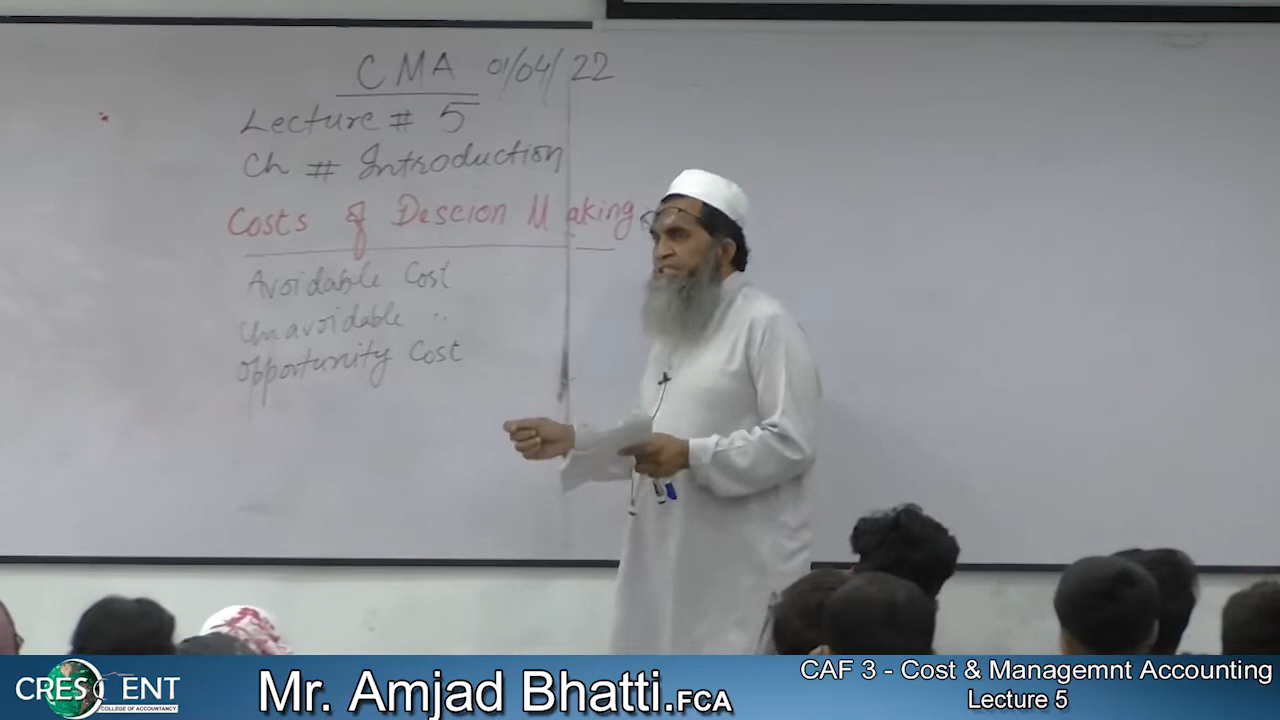 CMA 01/04/22
Lecture # 5
Ch # Introduction
Costs of Descion Making
Avoidable Cost
Unavoidable ..
Opportunity Cost
CRESCENT
COLLEGE OF ACCOUNTANCY
Mr. Amjad Bhatti.FCA
CAF 3 - Cost & Managemnt Accounting
Lecture 5